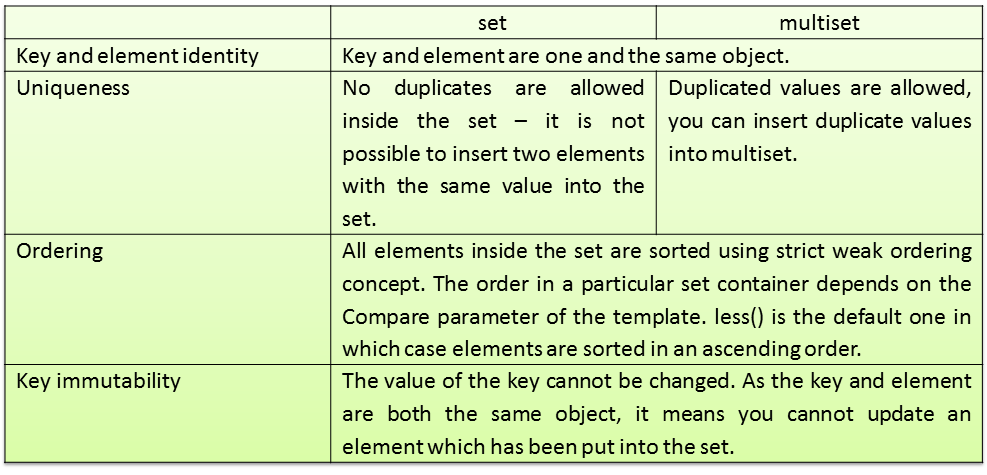 set multiset
Key and element identity Key and element are one and the same object.
Uniqueness No duplicates are allowed Duplicated values are allowed,
inside the set – it is not you can insert duplicate values
possible to insert two elements into multiset.
with the same value into the
set.
Ordering All elements inside the set are sorted using strict weak ordering
concept. The order in a particular set container depends on the
Compare parameter of the template. less() is the default one in
which case elements are sorted in an ascending order.
Key immutability The value of the key cannot be changed. As the key and element
are both the same object, it means you cannot update an
element which has been put into the set.